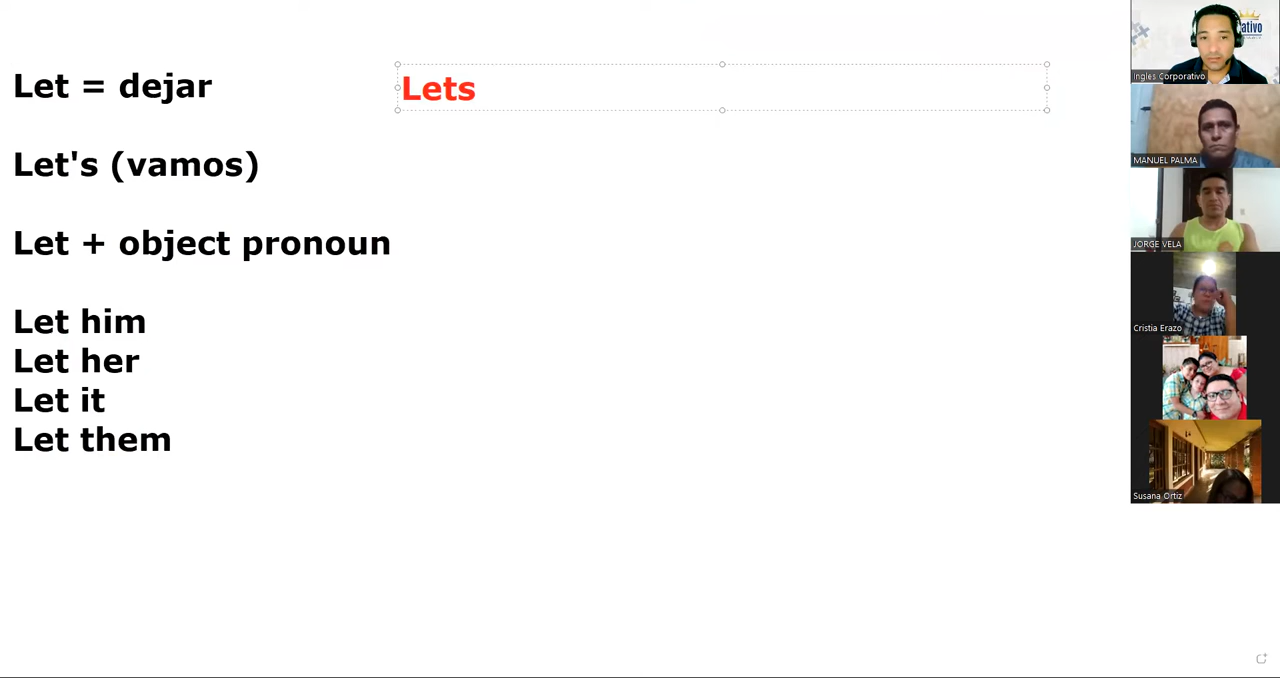 Let = dejar
Lets
Let's (vamos)
Let + object pronoun
Let him
Let her
Let it
Let them
ativo
Ingles Corporativo
MANUEL PALMA
JORGE VELA
Cristia Erazo
Susana Ortiz